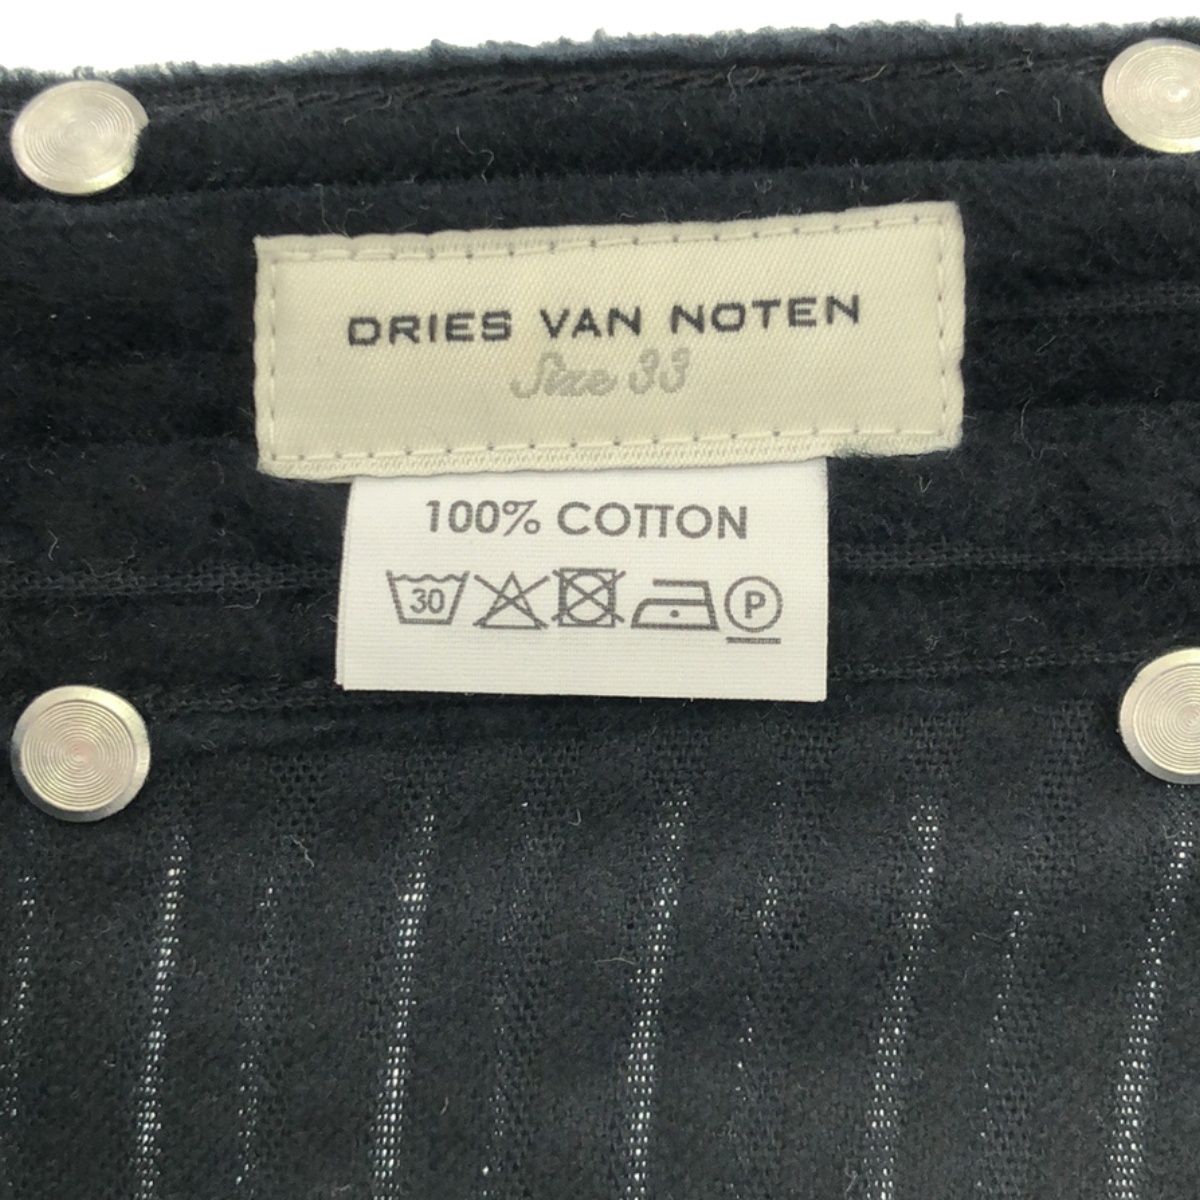 DRIES VAN NOTEN
Size 33
100% COTTON
30 P